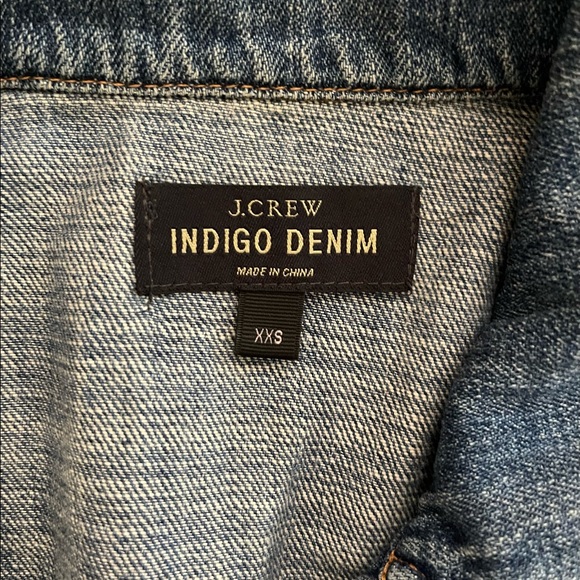 J.CREW
INDIGO DENIM
MADE IN CHINA
XXS